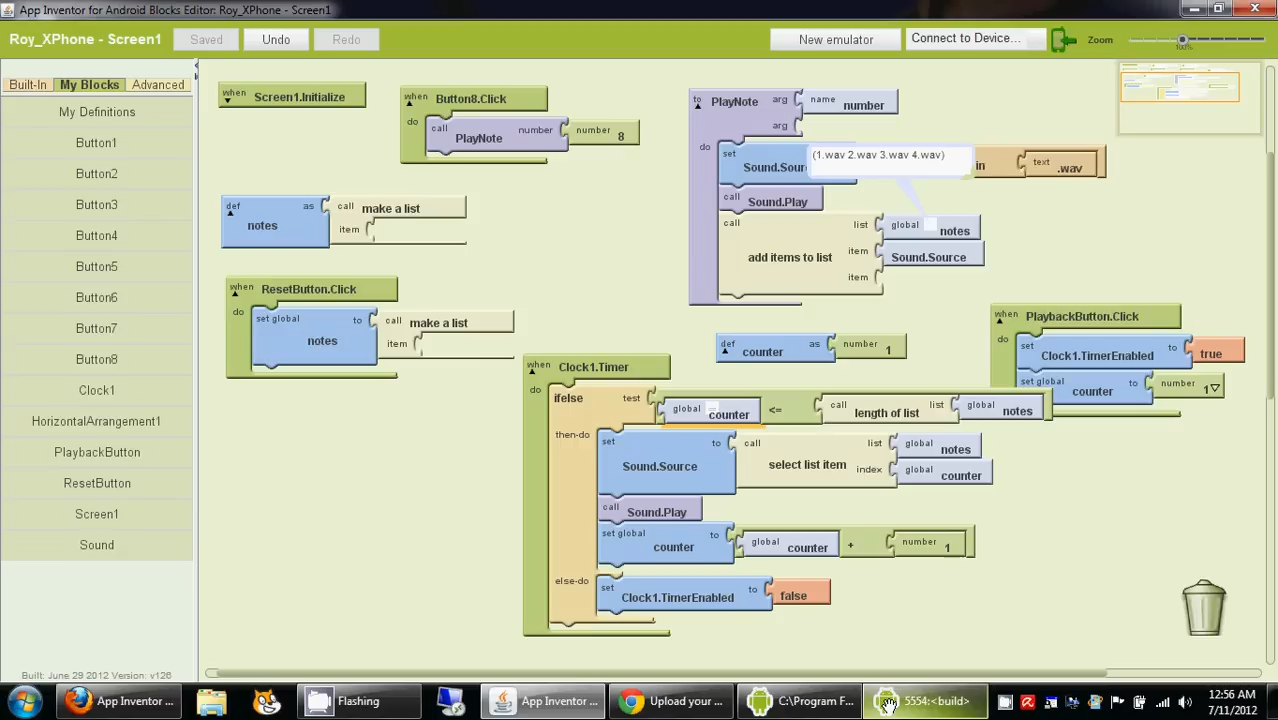 App Inventor for Android Blocks Editor: Roy_XPhone - Screen1
Roy_XPhone - Screen1
Saved
Undo
Redo
New emulator
Connect to Device...
Zoom
100%
Built-In
My Blocks
Advanced
My Definitions
Button1
Button2
Button3
Button4
Button5
Button6
Button7
Button8
Clock1
HorizontalArrangement
PlaybackButton
ResetButton
Screen1
Sound
Built: June 29 2012 Version: v126
when Screen1.Initialize
when Button8.Click
do call PlayNote number number 8
def notes as call make a list
item
when ResetButton.Click
do set global notes to call make a list
item
to PlayNote arg name number
arg
do set
Sound.Sour
(1.wav 2.wav 3.wav 4.wav)
in text .wav
call Sound.Play
call add items to list
list global notes
item Sound.Source
item
def counter as number 1
when PlaybackButton.Click
do set Clock1.TimerEnabled to true
set global counter to number 1
when Clock1.Timer
do ifelse test global counter <= call length of list list global notes
then-do set Sound.Source to call select list item list global notes
index global counter
call Sound.Play
set global counter to global counter + number 1
else-do set Clock1.TimerEnabled to false
App Inventor ...
Flashing
App Inventor ...
Upload your ...
C:\Program F...
5554:<build>
12:56 AM
7/11/2012